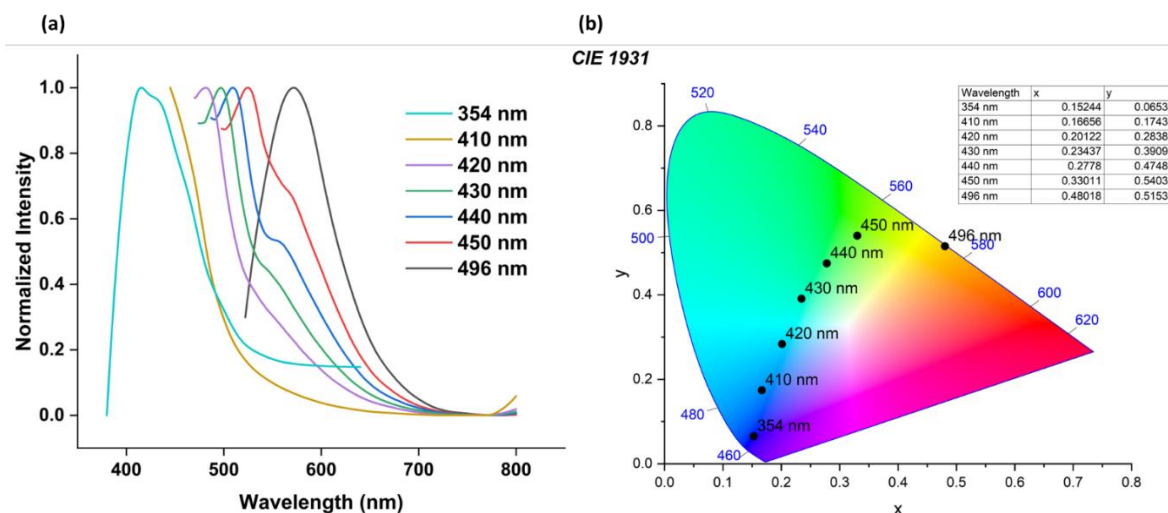 (a)
(b)
Normalized Intensity
1.0
0.8
0.6
0.4
0.2
0.0
400
500
600
700
800
Wavelength (nm)
354 nm
410 nm
420 nm
430 nm
440 nm
450 nm
496 nm
CIE 1931
y
0.8
0.6
0.4
0.2
0.0
0.0
0.1
0.2
0.3
0.4
0.5
0.6
0.7
0.8
x
520
540
560
500
580
600
620
480
460
450 nm
496 nm
440 nm
430 nm
420 nm
410 nm
354 nm
Wavelength x y
354 nm 0.15244 0.0653
410 nm 0.16656 0.1743
420 nm 0.20122 0.2838
430 nm 0.23437 0.3909
440 nm 0.2778 0.4748
450 nm 0.33011 0.5403
496 nm 0.48018 0.5153